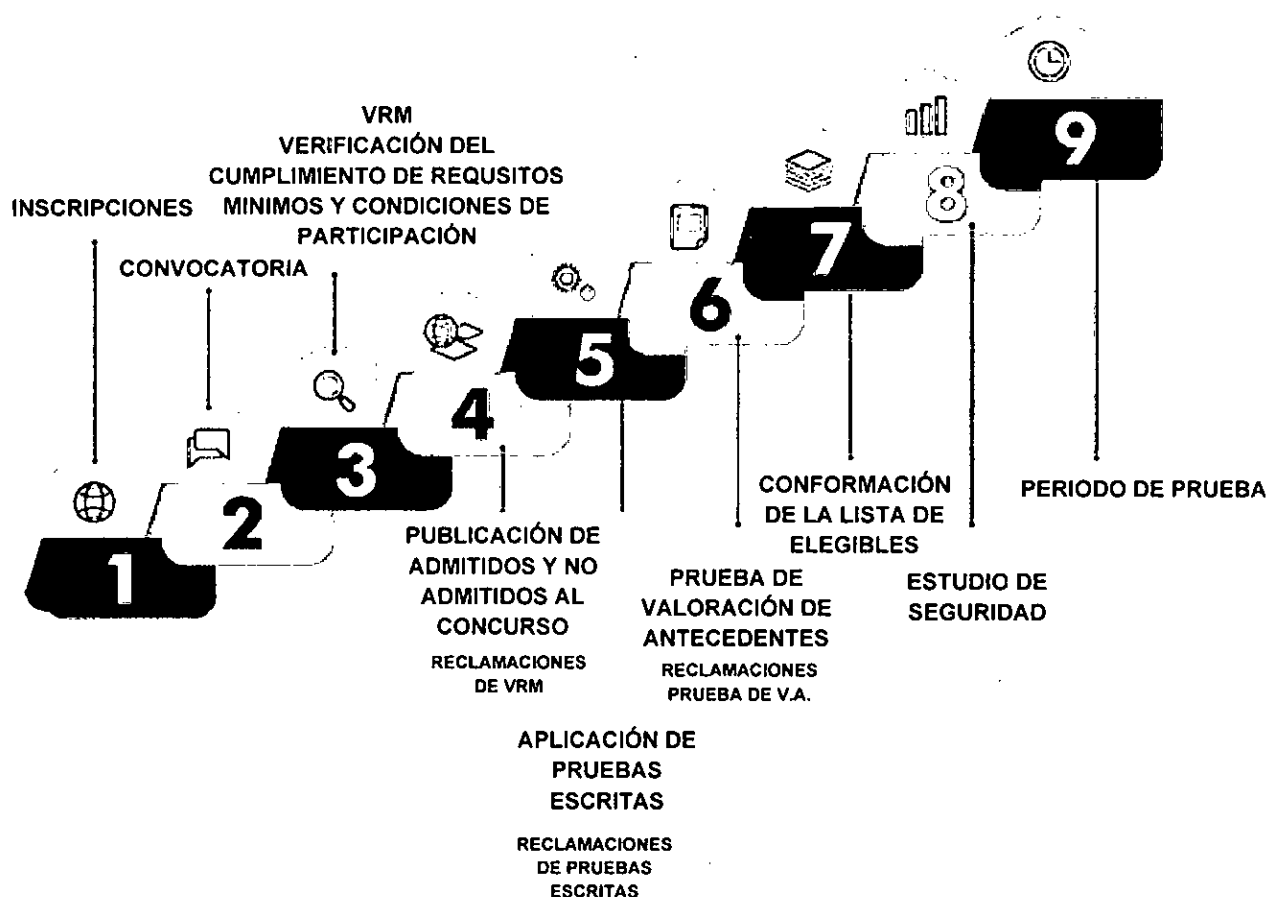 INSCRIPCIONES
1
CONVOCATORIA
2
VRM
VERIFICACIÓN DEL
CUMPLIMIENTO DE REQUSITOS
MINIMOS Y CONDICIONES DE
PARTICIPACIÓN
3
4
PUBLICACIÓN DE
ADMITIDOS Y NO
ADMITIDOS AL
CONCURSO
RECLAMACIONES
DE VRM
5
APLICACIÓN DE
PRUEBAS
ESCRITAS
RECLAMACIONES
DE PRUEBAS
ESCRITAS
6
PRUEBA DE
VALORACIÓN DE
ANTECEDENTES
RECLAMACIONES
PRUEBA DE V.A.
7
CONFORMACIÓN
DE LA LISTA DE
ELEGIBLES
8
ESTUDIO DE
SEGURIDAD
9
PERIODO DE PRUEBA